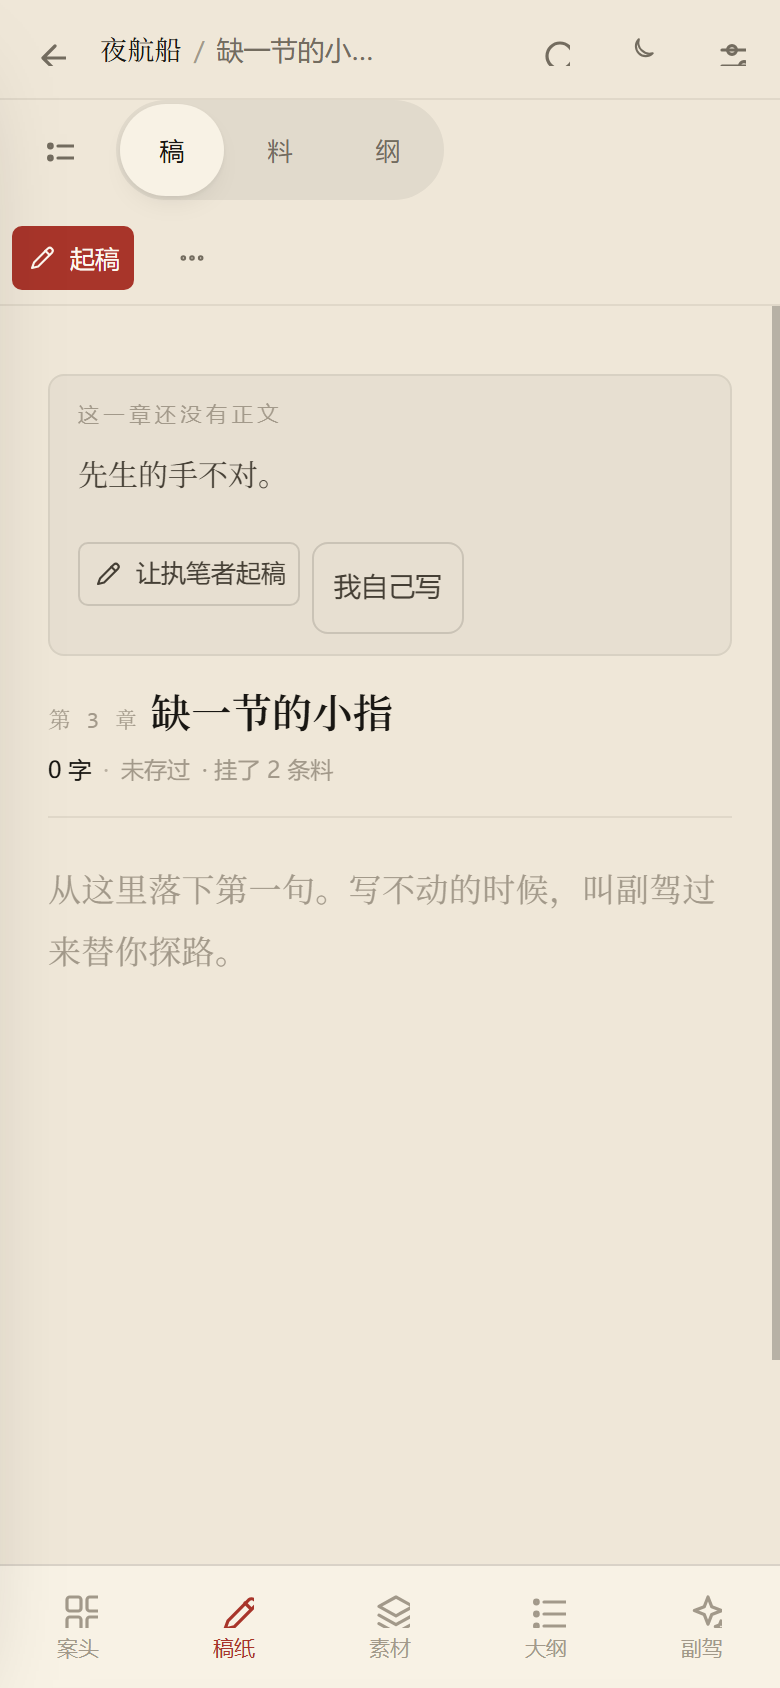 夜航船 / 缺一节的小...
稿 料 纲
起稿
这一章还没有正文
先生的手不对。
让执笔者起稿 我自己写
第 3 章 缺一节的小指
0 字 · 未存过 · 挂了 2 条料
从这里落下第一句。写不动的时候，叫副驾过
来替你探路。
案头 稿纸 素材 大纲 副驾